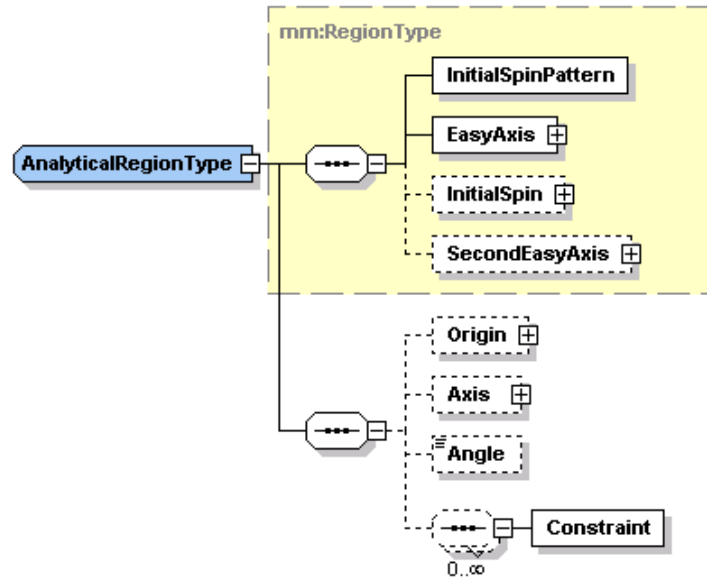 mm:RegionType
InitialSpinPattern
EasyAxis
AnalyticalRegionType
InitialSpin
SecondEasyAxis
Origin
Axis
Angle
Constraint
0..∞